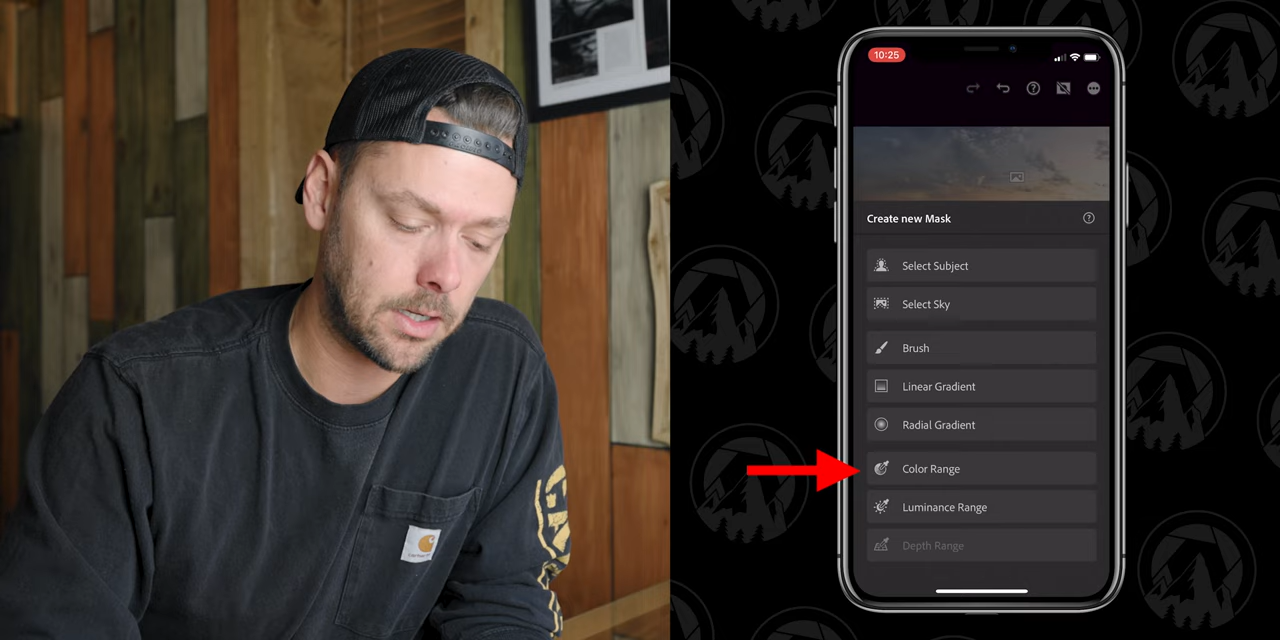 10:25
Create new Mask
Select Subject
Select Sky
Brush
Linear Gradient
Radial Gradient
Color Range
Luminance Range
Depth Range